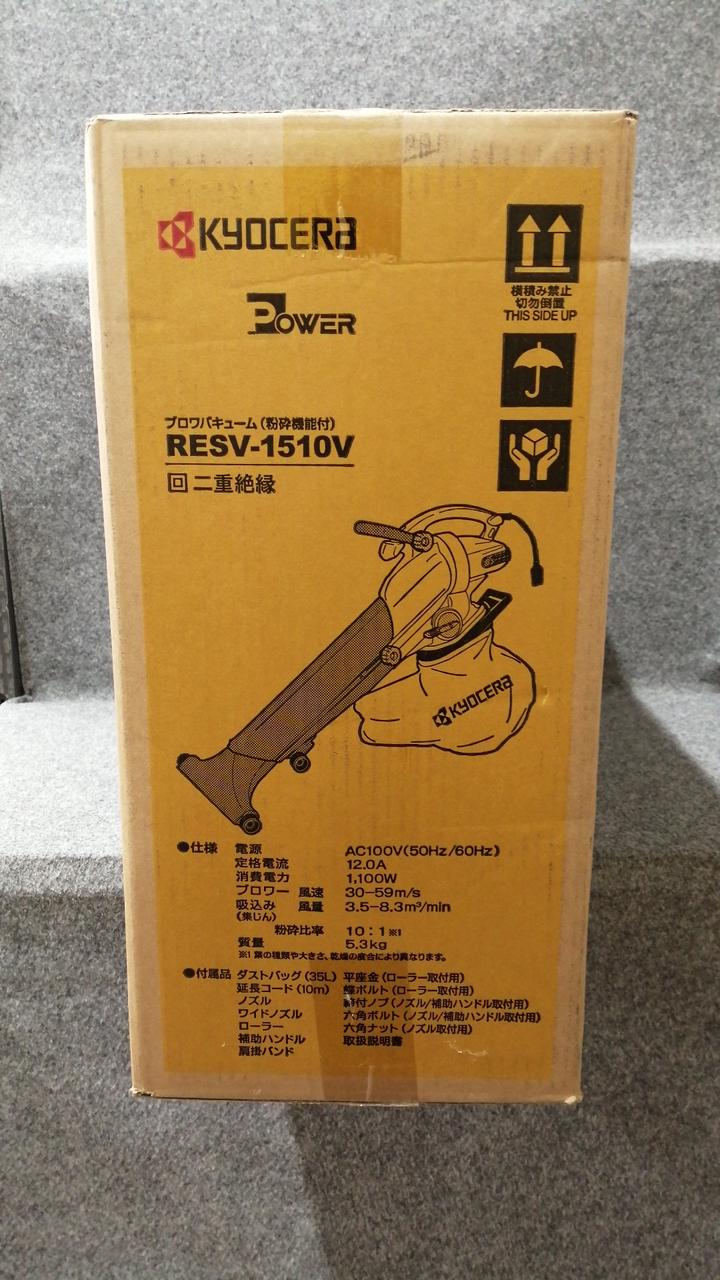 KYOCERA
POWER
横積み禁止
切勿倒置
THIS SIDE UP
ブロワバキューム(粉砕機能付)
RESV-1510V
回 二重絶縁
KYOCERA
●仕様 電源 AC100V(50Hz/60Hz)
定格電流 12.0A
消費電力 1,100W
ブロワー 風速 30-59m/s
吸込み 風量 3.5-8.3m³/min
(集じん)
粉砕比率 10:1※1
質量 5.3kg
※1 葉の種類や大きさ、乾燥の度合により異なります。
●付属品 ダストバッグ(35L) 平座金(ローラー取付用)
延長コード(10m) 蝶ボルト(ローラー取付用)
ノズル 付ノブ(ノズル/補助ハンドル取付用)
ワイドノズル 六角ボルト(ノズル/補助ハンドル取付用)
ローラー 六角ナット(ノズル取付用)
補助ハンドル 取扱説明書
肩掛バンド